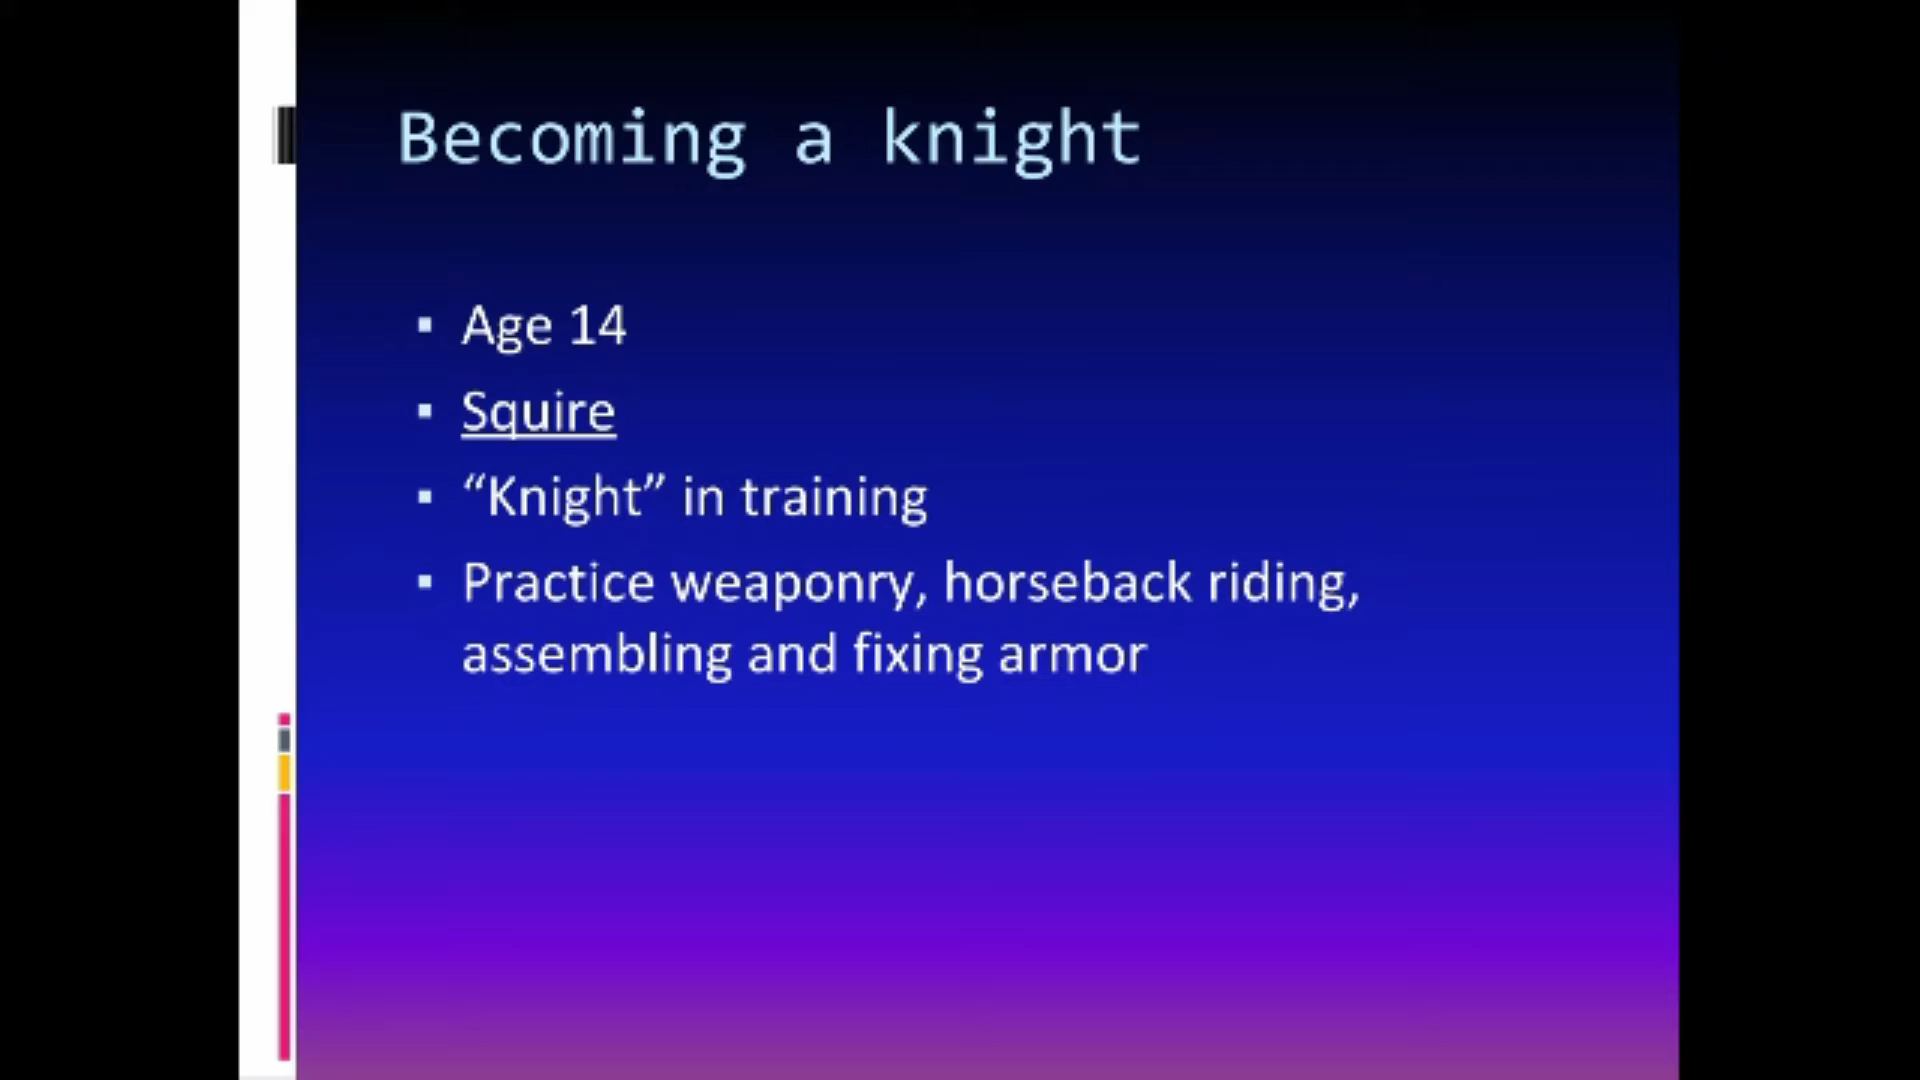 Becoming a knight
▪ Age 14
▪ Squire
▪ “Knight” in training
▪ Practice weaponry, horseback riding,
assembling and fixing armor